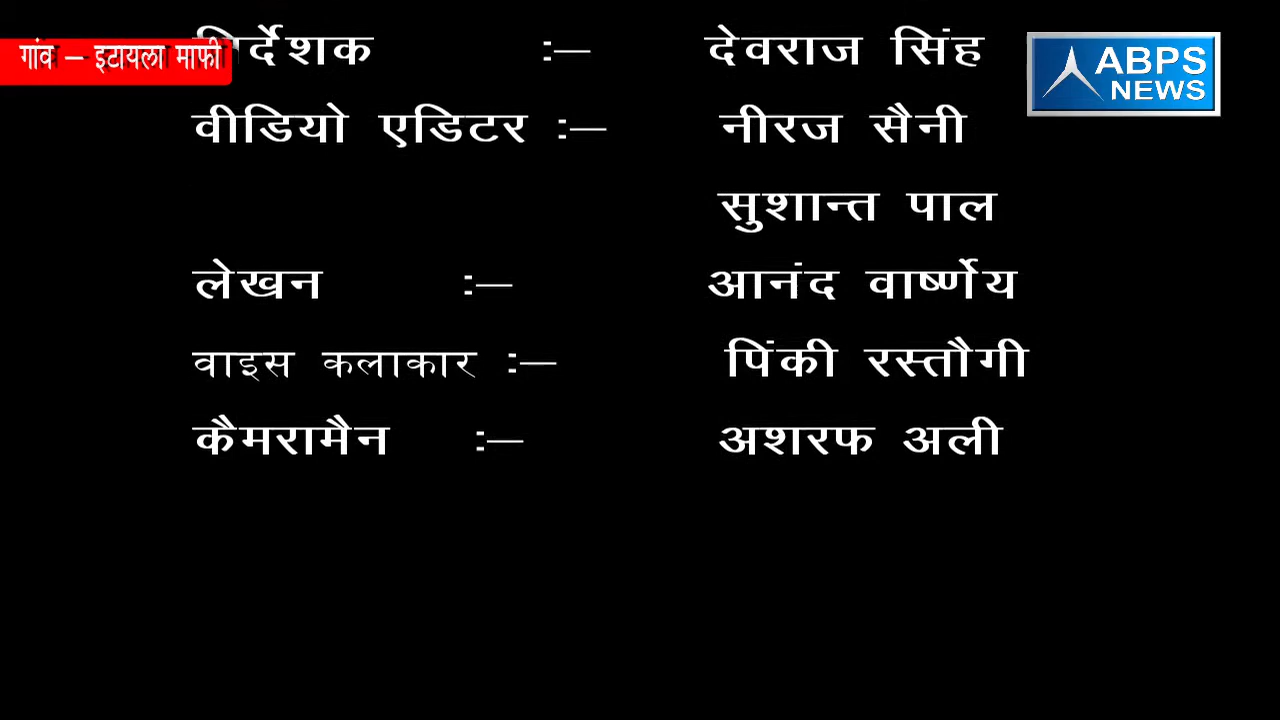 निर्देशक :— देवराज सिंह
गांव – इटायला माफी
ABPS
NEWS
वीडियो एडिटर :— नीरज सैनी
सुशान्त पाल
लेखन :— आनंद वार्ष्णेय
वाइस कलाकार :— पिंकी रस्तौगी
कैमरामैन :— अशरफ अली